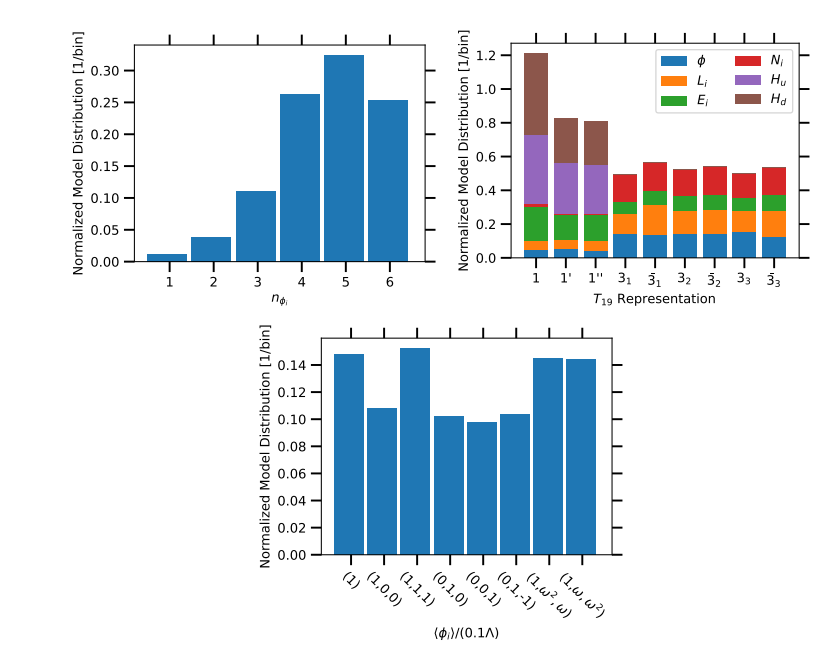 Normalized Model Distribution [1/bin]
0.30
0.25
0.20
0.15
0.10
0.05
0.00
1 2 3 4 5 6
n_{ϕ_i}
Normalized Model Distribution [1/bin]
1.2
1.0
0.8
0.6
0.4
0.2
0.0
ϕ N_i
L_i H_u
E_i H_d
1 1' 1'' 3_1 3̄_1 3_2 3̄_2 3_3 3̄_3
T_{19} Representation
Normalized Model Distribution [1/bin]
0.14
0.12
0.10
0.08
0.06
0.04
0.02
0.00
(1) (1,0,0) (1,1,1) (0,1,0) (0,0,1) (0,1,-1) (1,ω², ω) (1,ω, ω²)
⟨ϕ_i⟩/(0.1Λ)